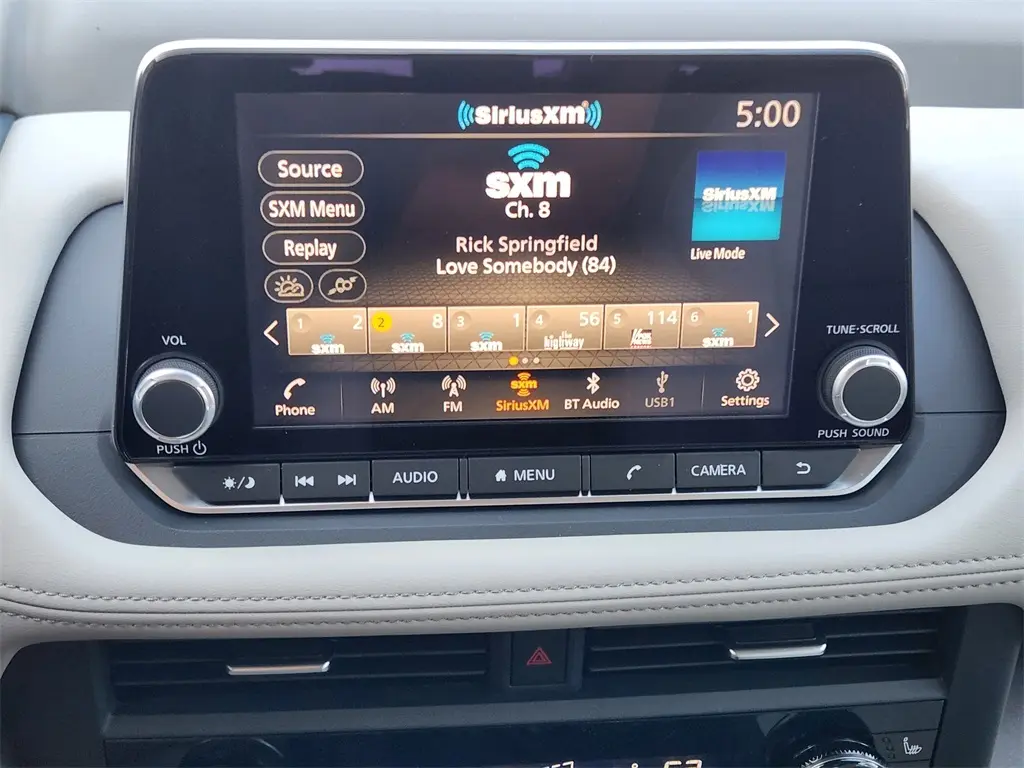 SiriusXM
5:00
Source
sxm
SiriusXM
SXM Menu
Ch. 8
Replay
Rick Springfield
Love Somebody (84)
Live Mode
1 2 sxm
2 8 sxm
3 1 sxm
4 56 the highway
5 114
6 1 sxm
VOL
TUNE·SCROLL
Phone
AM
FM
sxm
SiriusXM
BT Audio
USB1
Settings
PUSH
PUSH SOUND
AUDIO
MENU
CAMERA